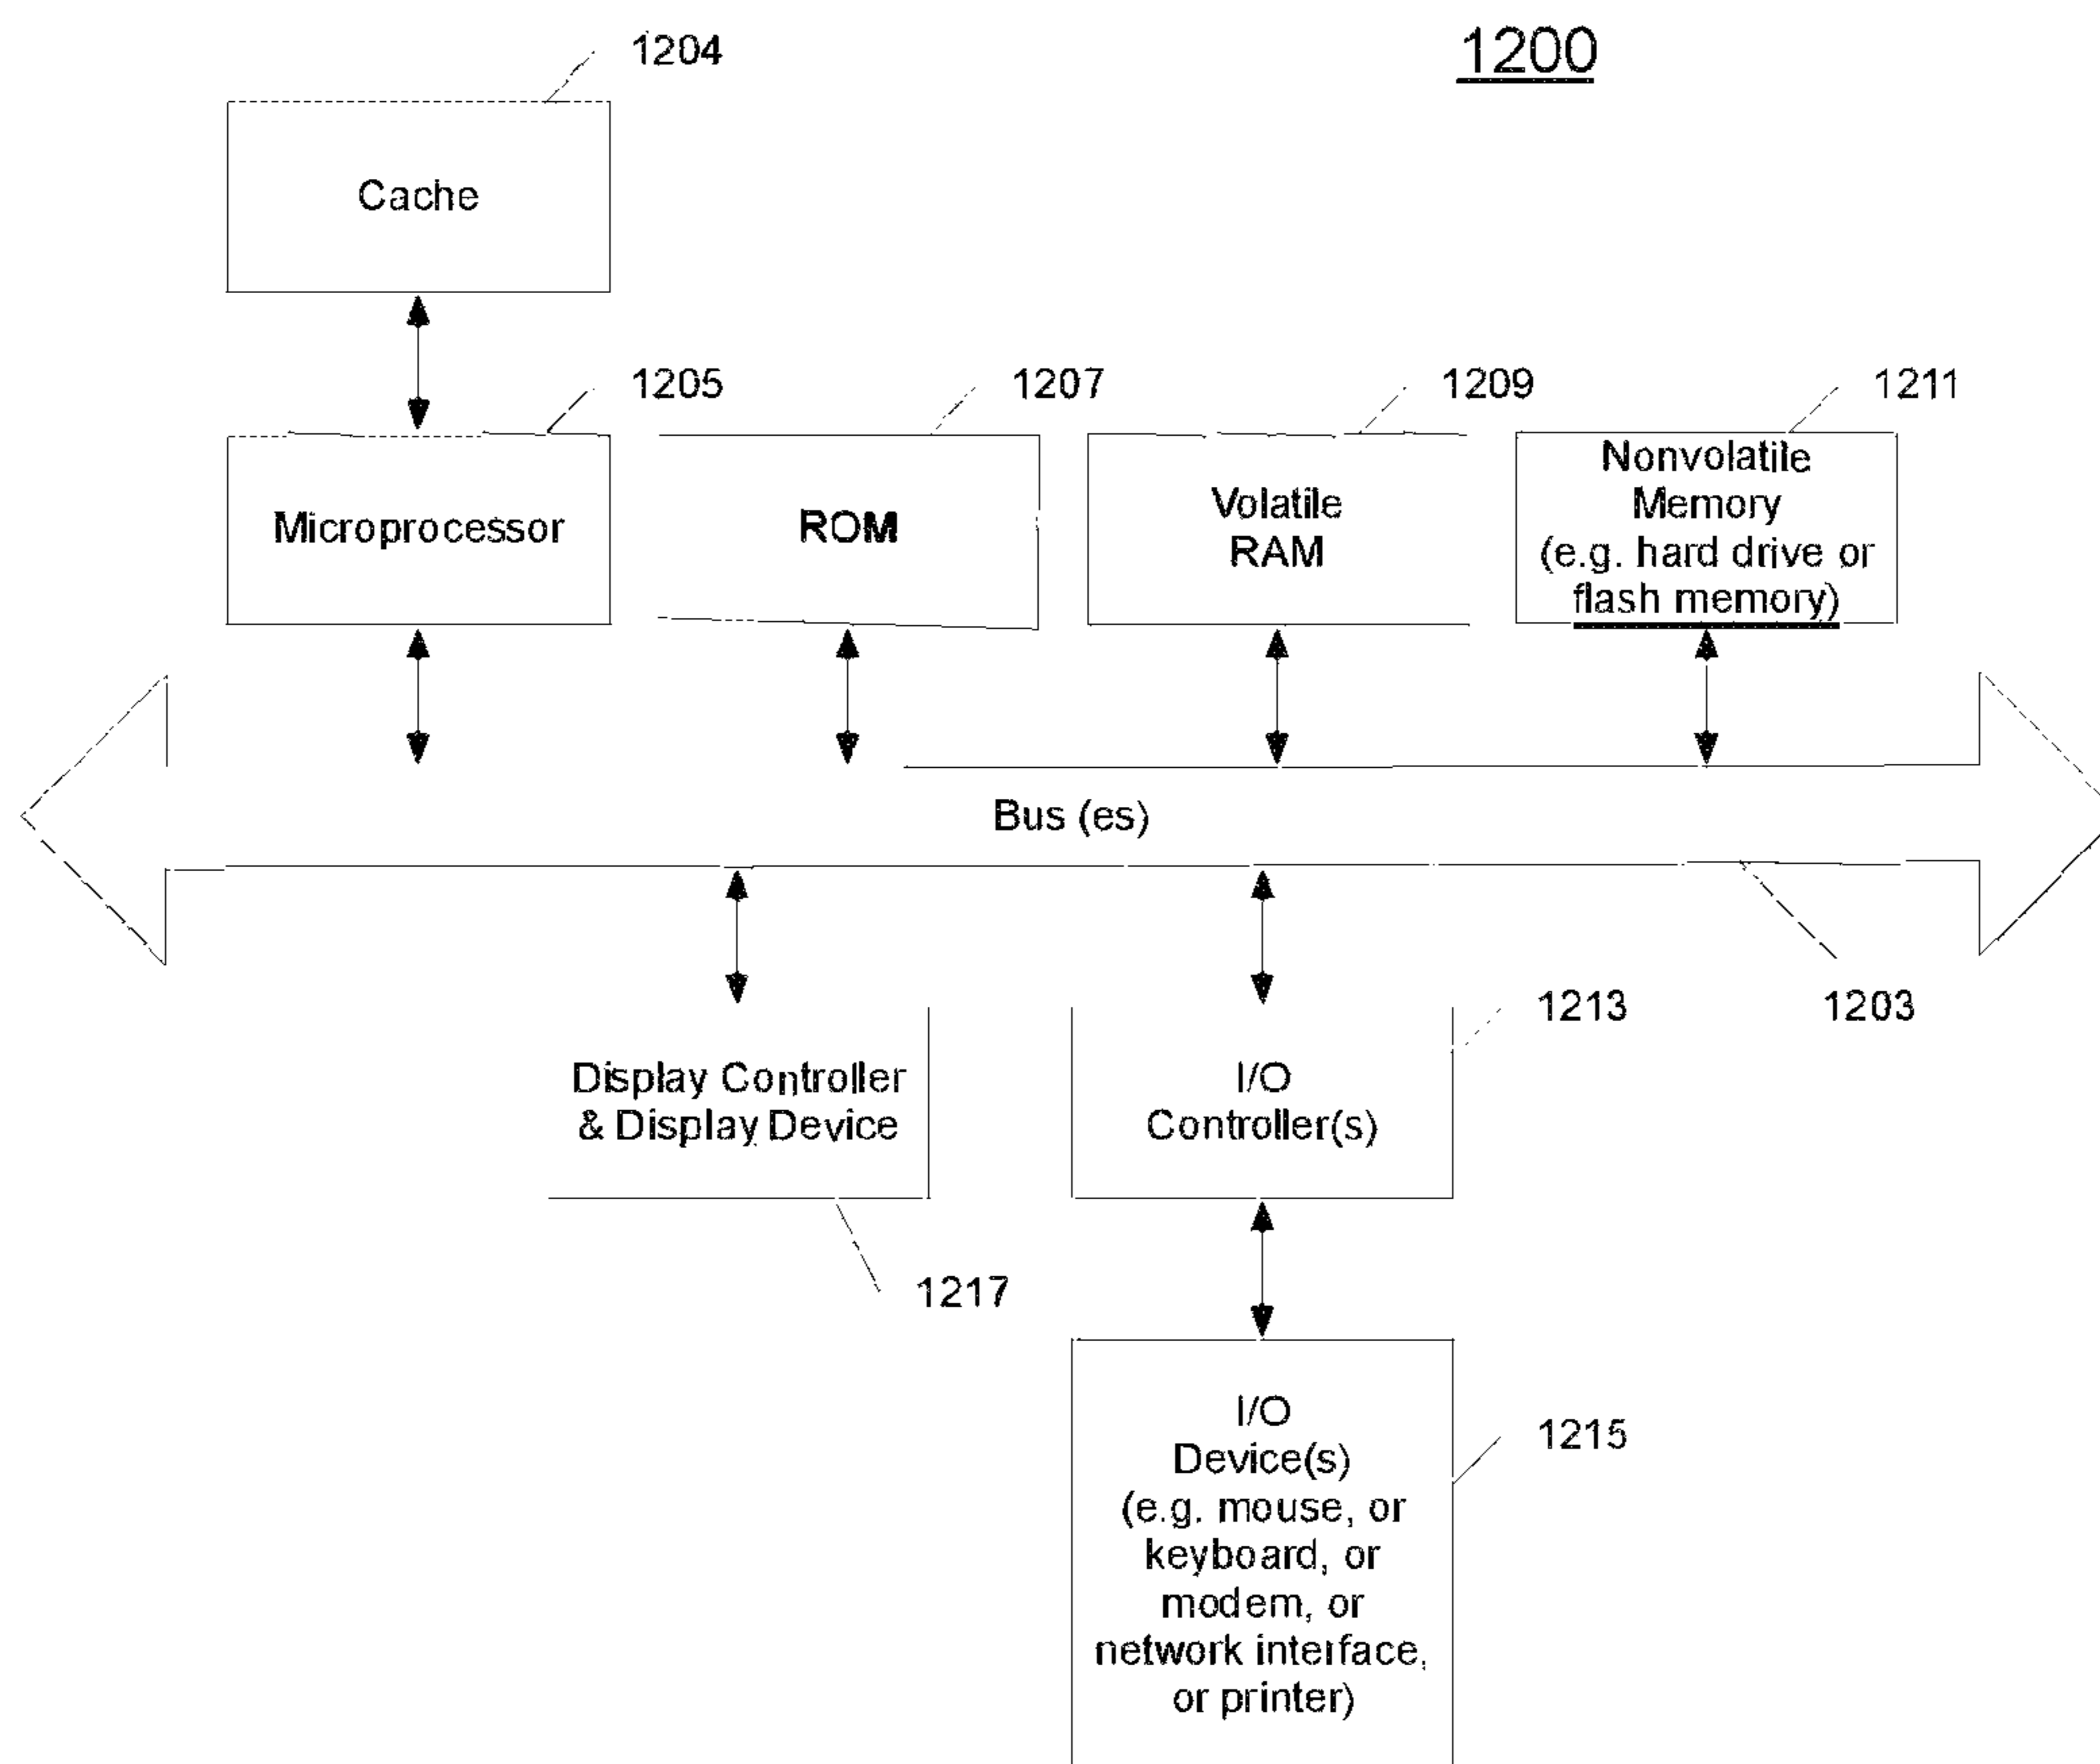 1200
1204
Cache
1205
1207
1209
1211
Microprocessor
ROM
Volatile
RAM
Nonvolatile
Memory
(e.g. hard drive or
flash memory)
Bus (es)
1203
1213
Display Controller
& Display Device
I/O
Controller(s)
1217
1215
I/O
Device(s)
(e.g. mouse, or
keyboard, or
modem, or
network interface,
or printer)